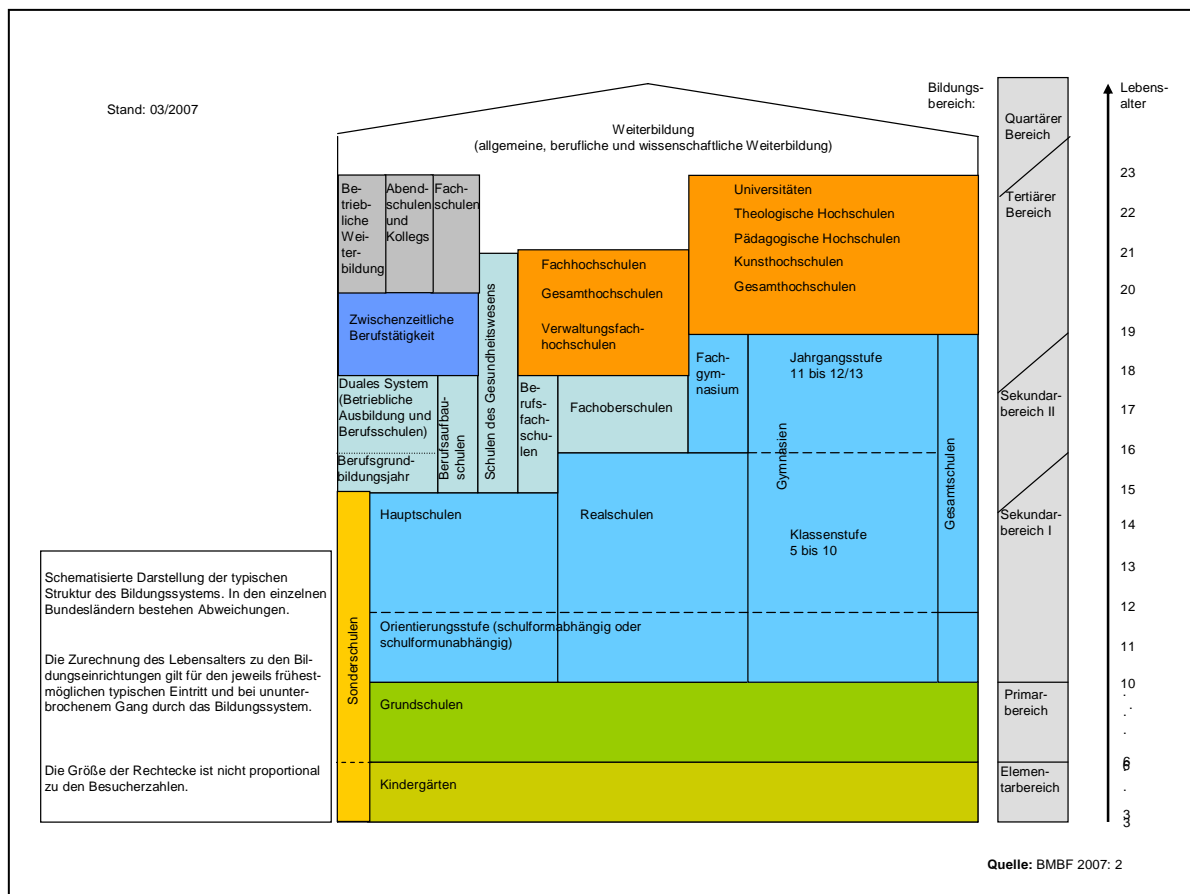 Stand: 03/2007
Weiterbildung
(allgemeine, berufliche und wissenschaftliche Weiterbildung)
Bildungs-
bereich:
Lebens-
alter
Be-
triebliche
Wei-
terbildung
Abend-
schulen
und
Kollegs
Fach-
schulen
Universitäten
Theologische Hochschulen
Pädagogische Hochschulen
Kunsthochschulen
Gesamthochschulen
Fachhochschulen
Gesamthochschulen
Verwaltungsfach-
hochschulen
Zwischenzeitliche
Berufstätigkeit
Schulen des Gesundheitswesens
Duales System
(Betriebliche
Ausbildung und
Berufsschulen)
Berufsgrund-
bildungsjahr
Berufsaufbau-
schulen
Be-
rufs-
fach-
schu-
len
Fachoberschulen
Fach-
gym-
nasium
Jahrgangsstufe
11 bis 12/13
Gymnasien
Klassenstufe
5 bis 10
Gesamtschulen
Hauptschulen
Realschulen
Orientierungsstufe (schulformabhängig oder
schulformunabhängig)
Sonderschulen
Grundschulen
Kindergärten
Quartärer
Bereich
Tertiärer
Bereich
Sekundar-
bereich II
Sekundar-
bereich I
Primar-
bereich
Elemen-
tarbereich
23
22
21
20
19
18
17
16
15
14
13
12
11
10
.
.
.
.
6
.
3
3
Schematisierte Darstellung der typischen
Struktur des Bildungssystems. In den einzelnen
Bundesländern bestehen Abweichungen.
Die Zurechnung des Lebensalters zu den Bil-
dungseinrichtungen gilt für den jeweils frühest-
möglichen typischen Eintritt und bei ununter-
brochenem Gang durch das Bildungssystem.
Die Größe der Rechtecke ist nicht proportional
zu den Besucherzahlen.
Quelle: BMBF 2007: 2